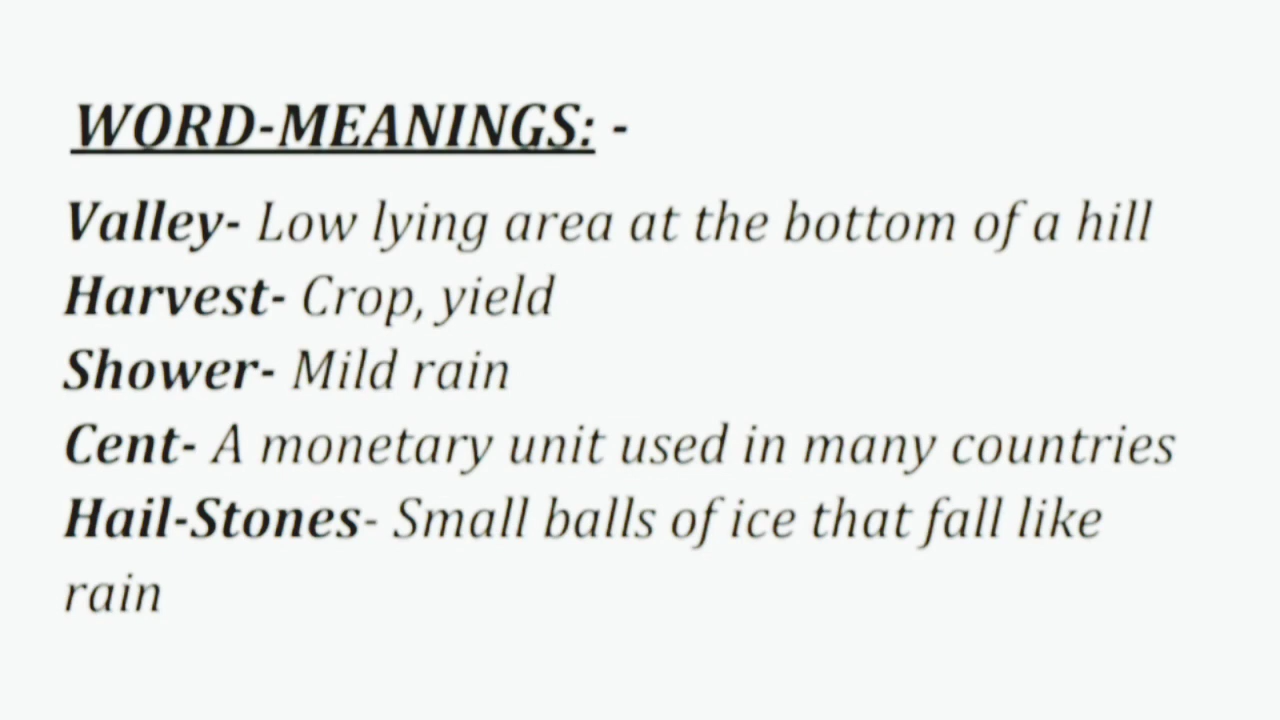 WORD-MEANINGS: -
Valley- Low lying area at the bottom of a hill
Harvest- Crop, yield
Shower- Mild rain
Cent- A monetary unit used in many countries
Hail-Stones- Small balls of ice that fall like
rain